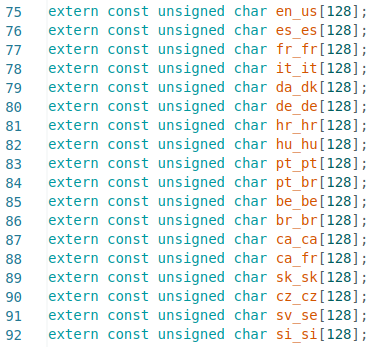 75 extern const unsigned char en_us[128];
76 extern const unsigned char es_es[128];
77 extern const unsigned char fr_fr[128];
78 extern const unsigned char it_it[128];
79 extern const unsigned char da_dk[128];
80 extern const unsigned char de_de[128];
81 extern const unsigned char hr_hr[128];
82 extern const unsigned char hu_hu[128];
83 extern const unsigned char pt_pt[128];
84 extern const unsigned char pt_br[128];
85 extern const unsigned char be_be[128];
86 extern const unsigned char br_br[128];
87 extern const unsigned char ca_ca[128];
88 extern const unsigned char ca_fr[128];
89 extern const unsigned char sk_sk[128];
90 extern const unsigned char cz_cz[128];
91 extern const unsigned char sv_se[128];
92 extern const unsigned char si_si[128];